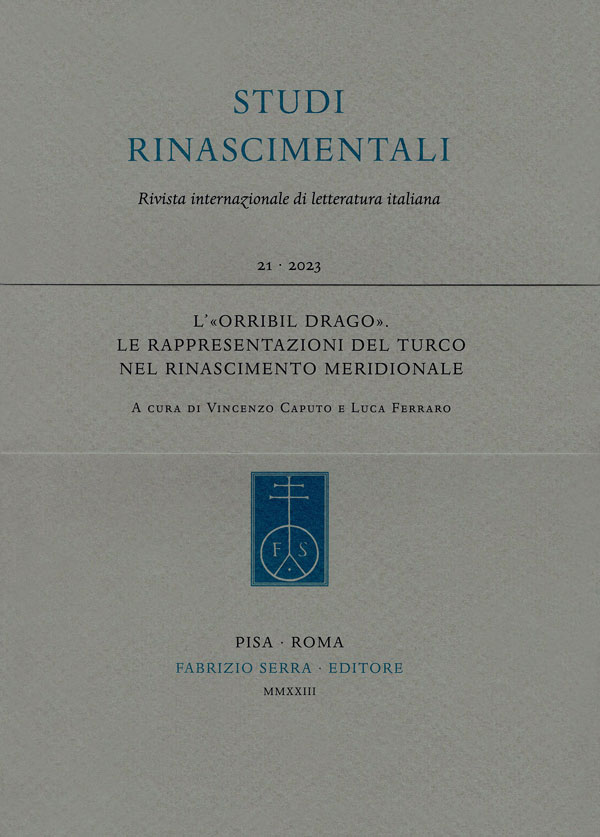 STUDI
RINASCIMENTALI
Rivista internazionale di letteratura italiana
21 · 2023
L'«ORRIBIL DRAGO».
LE RAPPRESENTAZIONI DEL TURCO
NEL RINASCIMENTO MERIDIONALE
A cura di Vincenzo Caputo e Luca Ferraro
F S
PISA · ROMA
FABRIZIO SERRA · EDITORE
MMXXIII